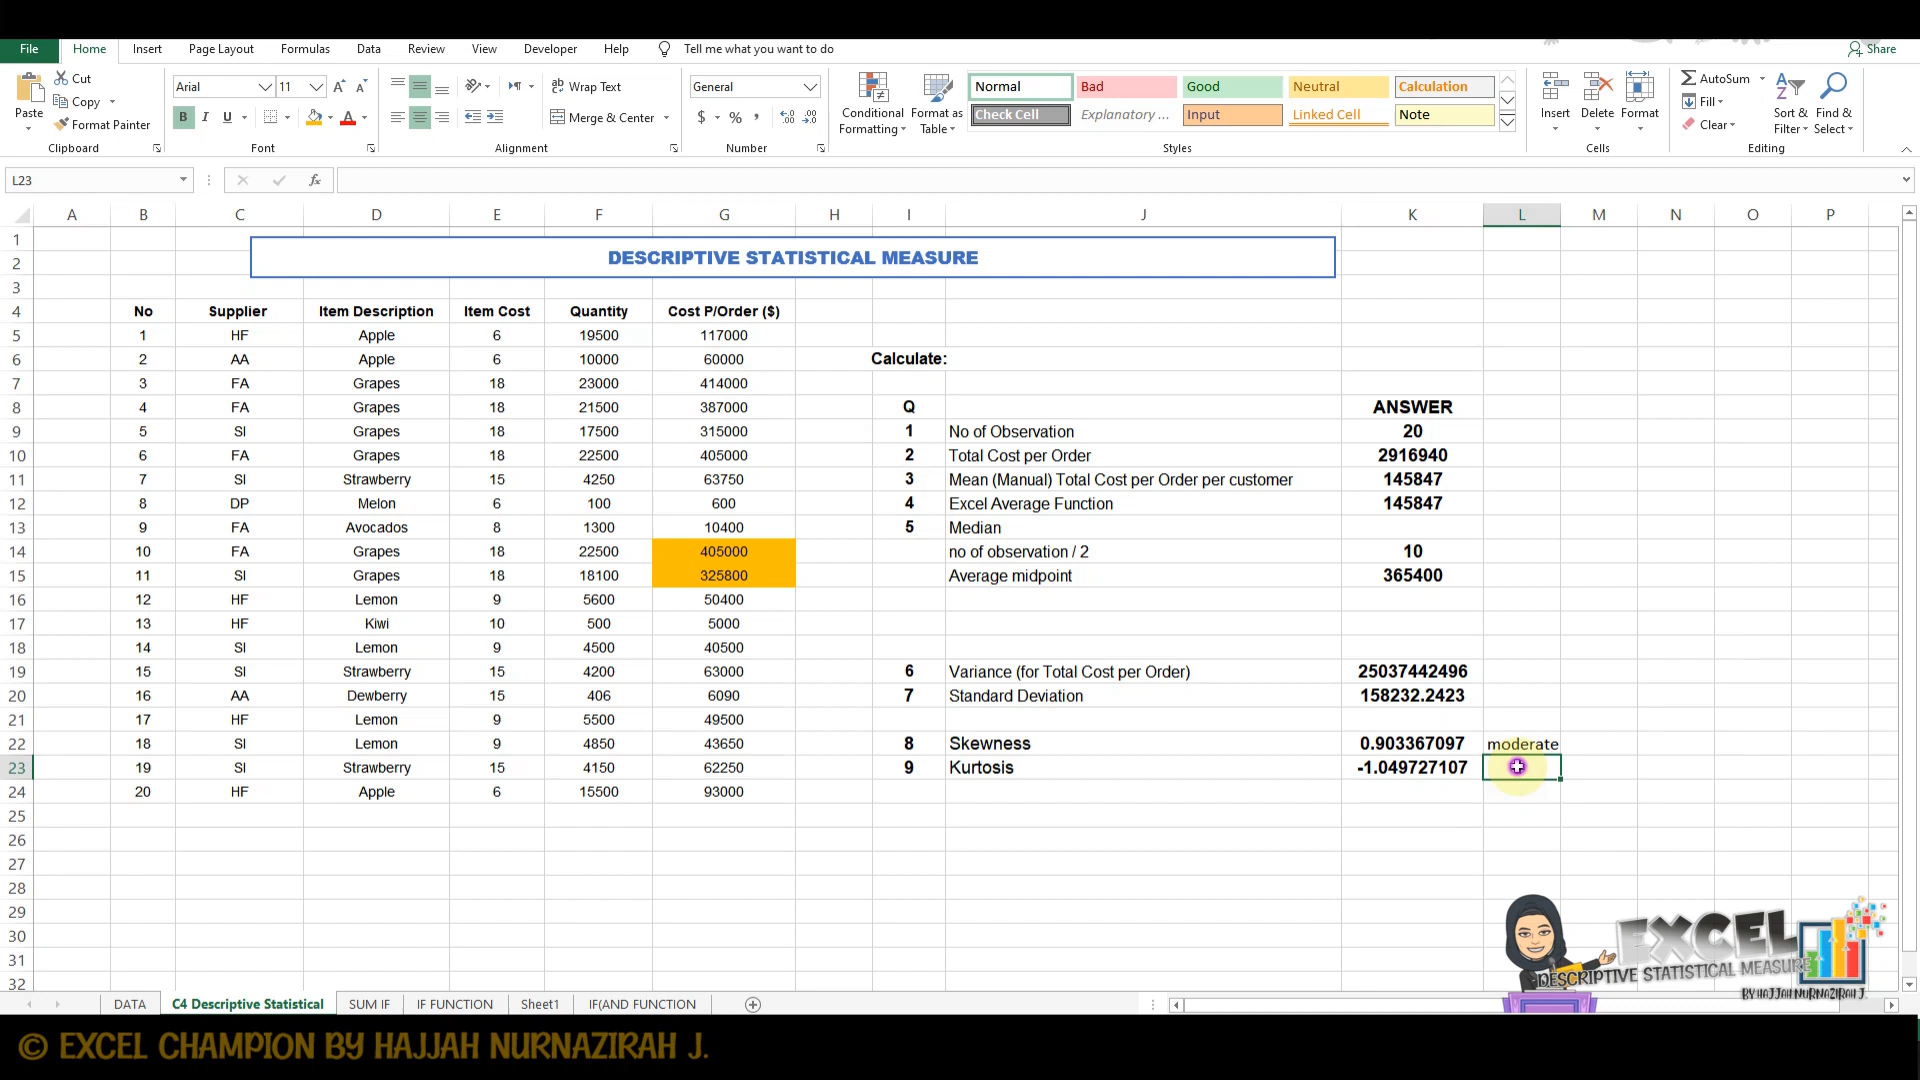 File Home Insert Page Layout Formulas Data Review View Developer Help Tell me what you want to do Share
Cut
Copy
Format Painter
Paste
Clipboard
Arial 11
B I U
Font
Wrap Text
Merge & Center
Alignment
General
$ %
Number
Conditional Formatting
Format as Table
Normal Bad Good Neutral Calculation
Check Cell Explanatory ... Input Linked Cell Note
Styles
Insert Delete Format
Cells
AutoSum
Fill
Clear
Sort & Filter
Find & Select
Editing
L23 fx
A B C D E F G H I J K L M N O P
1
DESCRIPTIVE STATISTICAL MEASURE
2
3
4 No Supplier Item Description Item Cost Quantity Cost P/Order ($)
5 1 HF Apple 6 19500 117000
6 2 AA Apple 6 10000 60000 Calculate:
7 3 FA Grapes 18 23000 414000
8 4 FA Grapes 18 21500 387000 Q ANSWER
9 5 SI Grapes 18 17500 315000 1 No of Observation 20
10 6 FA Grapes 18 22500 405000 2 Total Cost per Order 2916940
11 7 SI Strawberry 15 4250 63750 3 Mean (Manual) Total Cost per Order per customer 145847
12 8 DP Melon 6 100 600 4 Excel Average Function 145847
13 9 FA Avocados 8 1300 10400 5 Median
14 10 FA Grapes 18 22500 405000 no of observation / 2 10
15 11 SI Grapes 18 18100 325800 Average midpoint 365400
16 12 HF Lemon 9 5600 50400
17 13 HF Kiwi 10 500 5000
18 14 SI Lemon 9 4500 40500
19 15 SI Strawberry 15 4200 63000 6 Variance (for Total Cost per Order) 25037442496
20 16 AA Dewberry 15 406 6090 7 Standard Deviation 158232.2423
21 17 HF Lemon 9 5500 49500
22 18 SI Lemon 9 4850 43650 8 Skewness 0.903367097 moderate
23 19 SI Strawberry 15 4150 62250 9 Kurtosis -1.049727107
24 20 HF Apple 6 15500 93000
25
26
27
28
29
30
31
32
EXCEL
DESCRIPTIVE STATISTICAL MEASURE
BY HAJJAH NURNAZIRAH J.
DATA C4 Descriptive Statistical SUM IF IF FUNCTION Sheet1 IF(AND FUNCTION
© EXCEL CHAMPION BY HAJJAH NURNAZIRAH J.